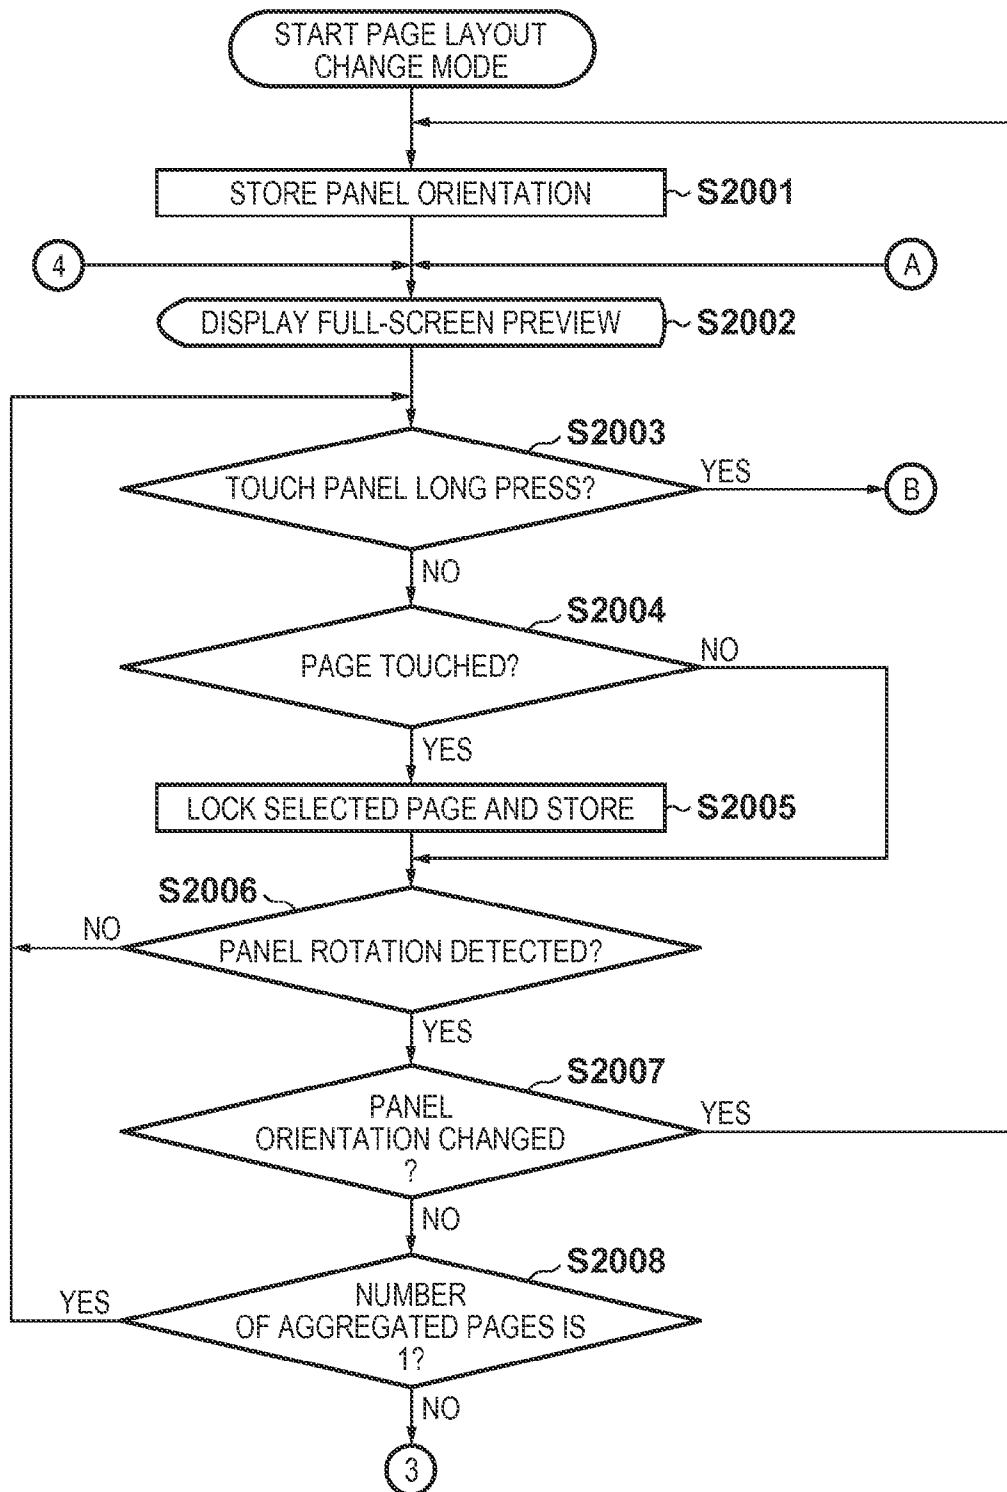 START PAGE LAYOUT
CHANGE MODE
STORE PANEL ORIENTATION
S2001
4
A
DISPLAY FULL-SCREEN PREVIEW
S2002
S2003
TOUCH PANEL LONG PRESS?
YES
B
NO
S2004
PAGE TOUCHED?
NO
YES
LOCK SELECTED PAGE AND STORE
S2005
S2006
NO
PANEL ROTATION DETECTED?
YES
S2007
PANEL
ORIENTATION CHANGED
?
YES
NO
S2008
YES
NUMBER
OF AGGREGATED PAGES IS
1?
NO
3